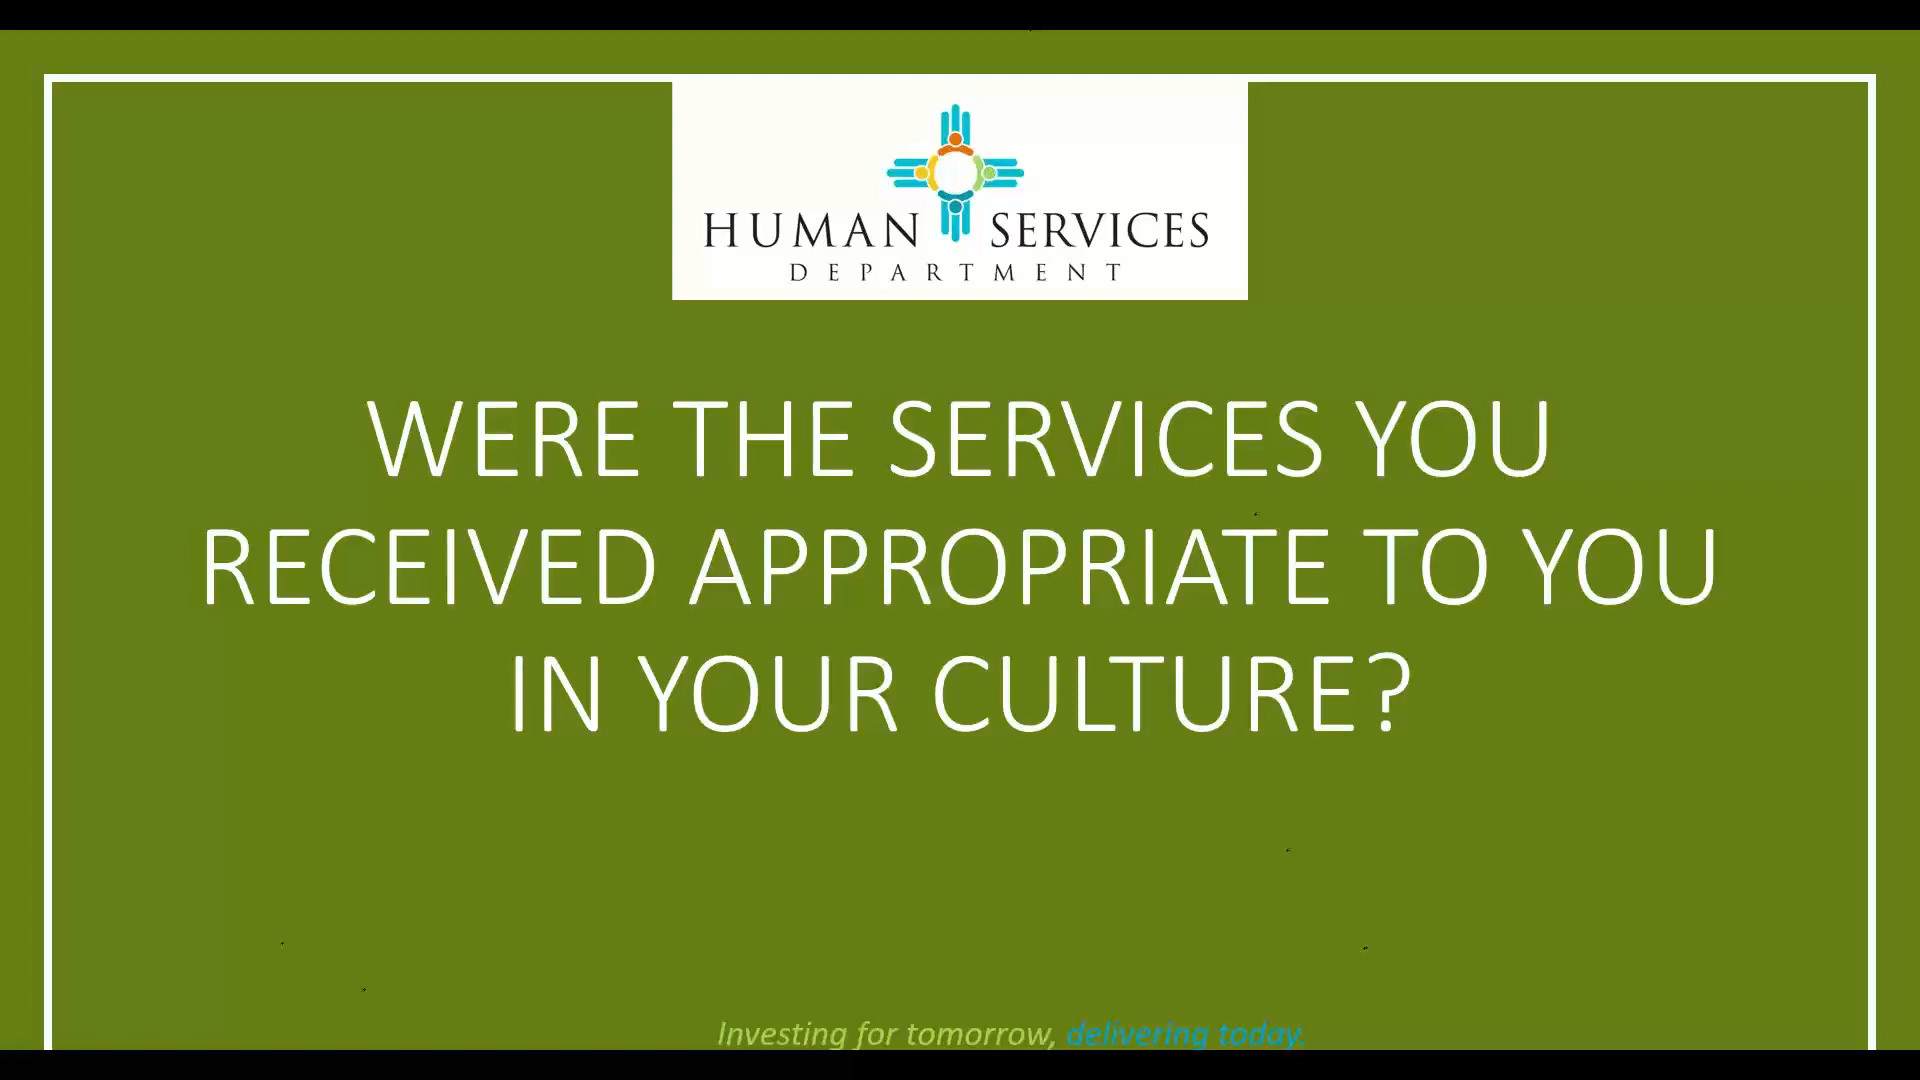 HUMAN SERVICES
DEPARTMENT
WERE THE SERVICES YOU
RECEIVED APPROPRIATE TO YOU
IN YOUR CULTURE?
Investing for tomorrow, delivering today.